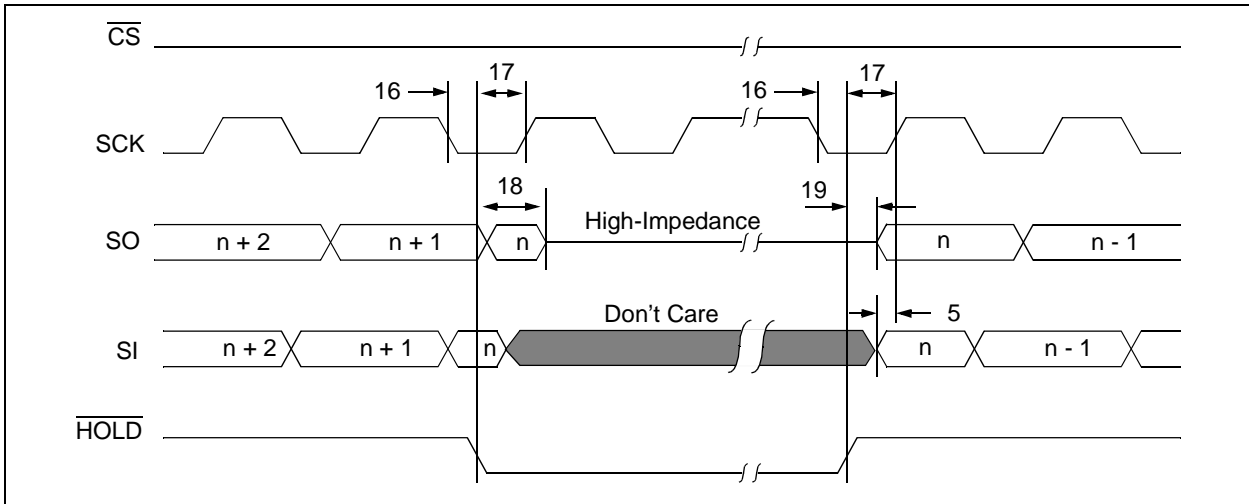 CS
17
17
16
16
SCK
18
19
High-Impedance
SO
n + 2
n + 1
n
n
n - 1
Don't Care
5
SI
n + 2
n + 1
n
n
n - 1
HOLD